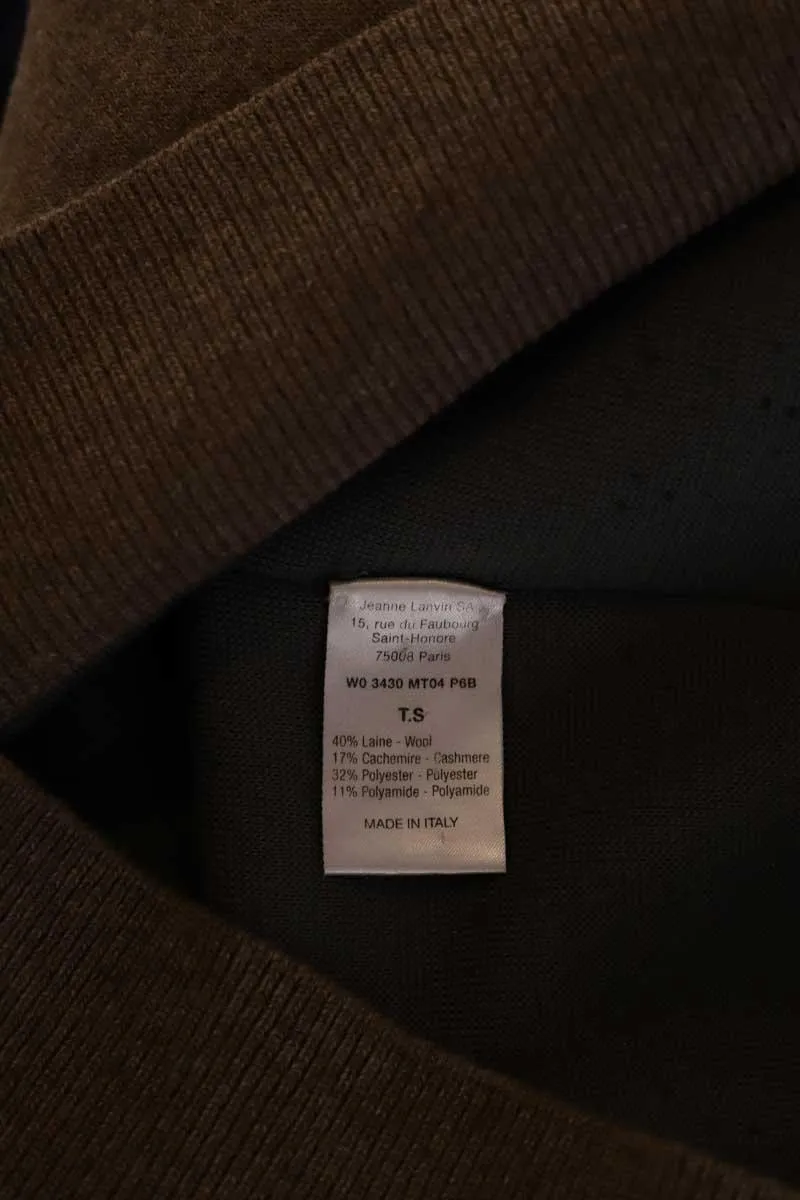 Jeanne Lanvin SA
15, rue du Faubourg
Saint-Honore
75008 Paris
W0 3430 MT04 P6B
T.S
40% Laine - Wool
17% Cachemire - Cashmere
32% Polyester - Polyester
11% Polyamide - Polyamide
MADE IN ITALY